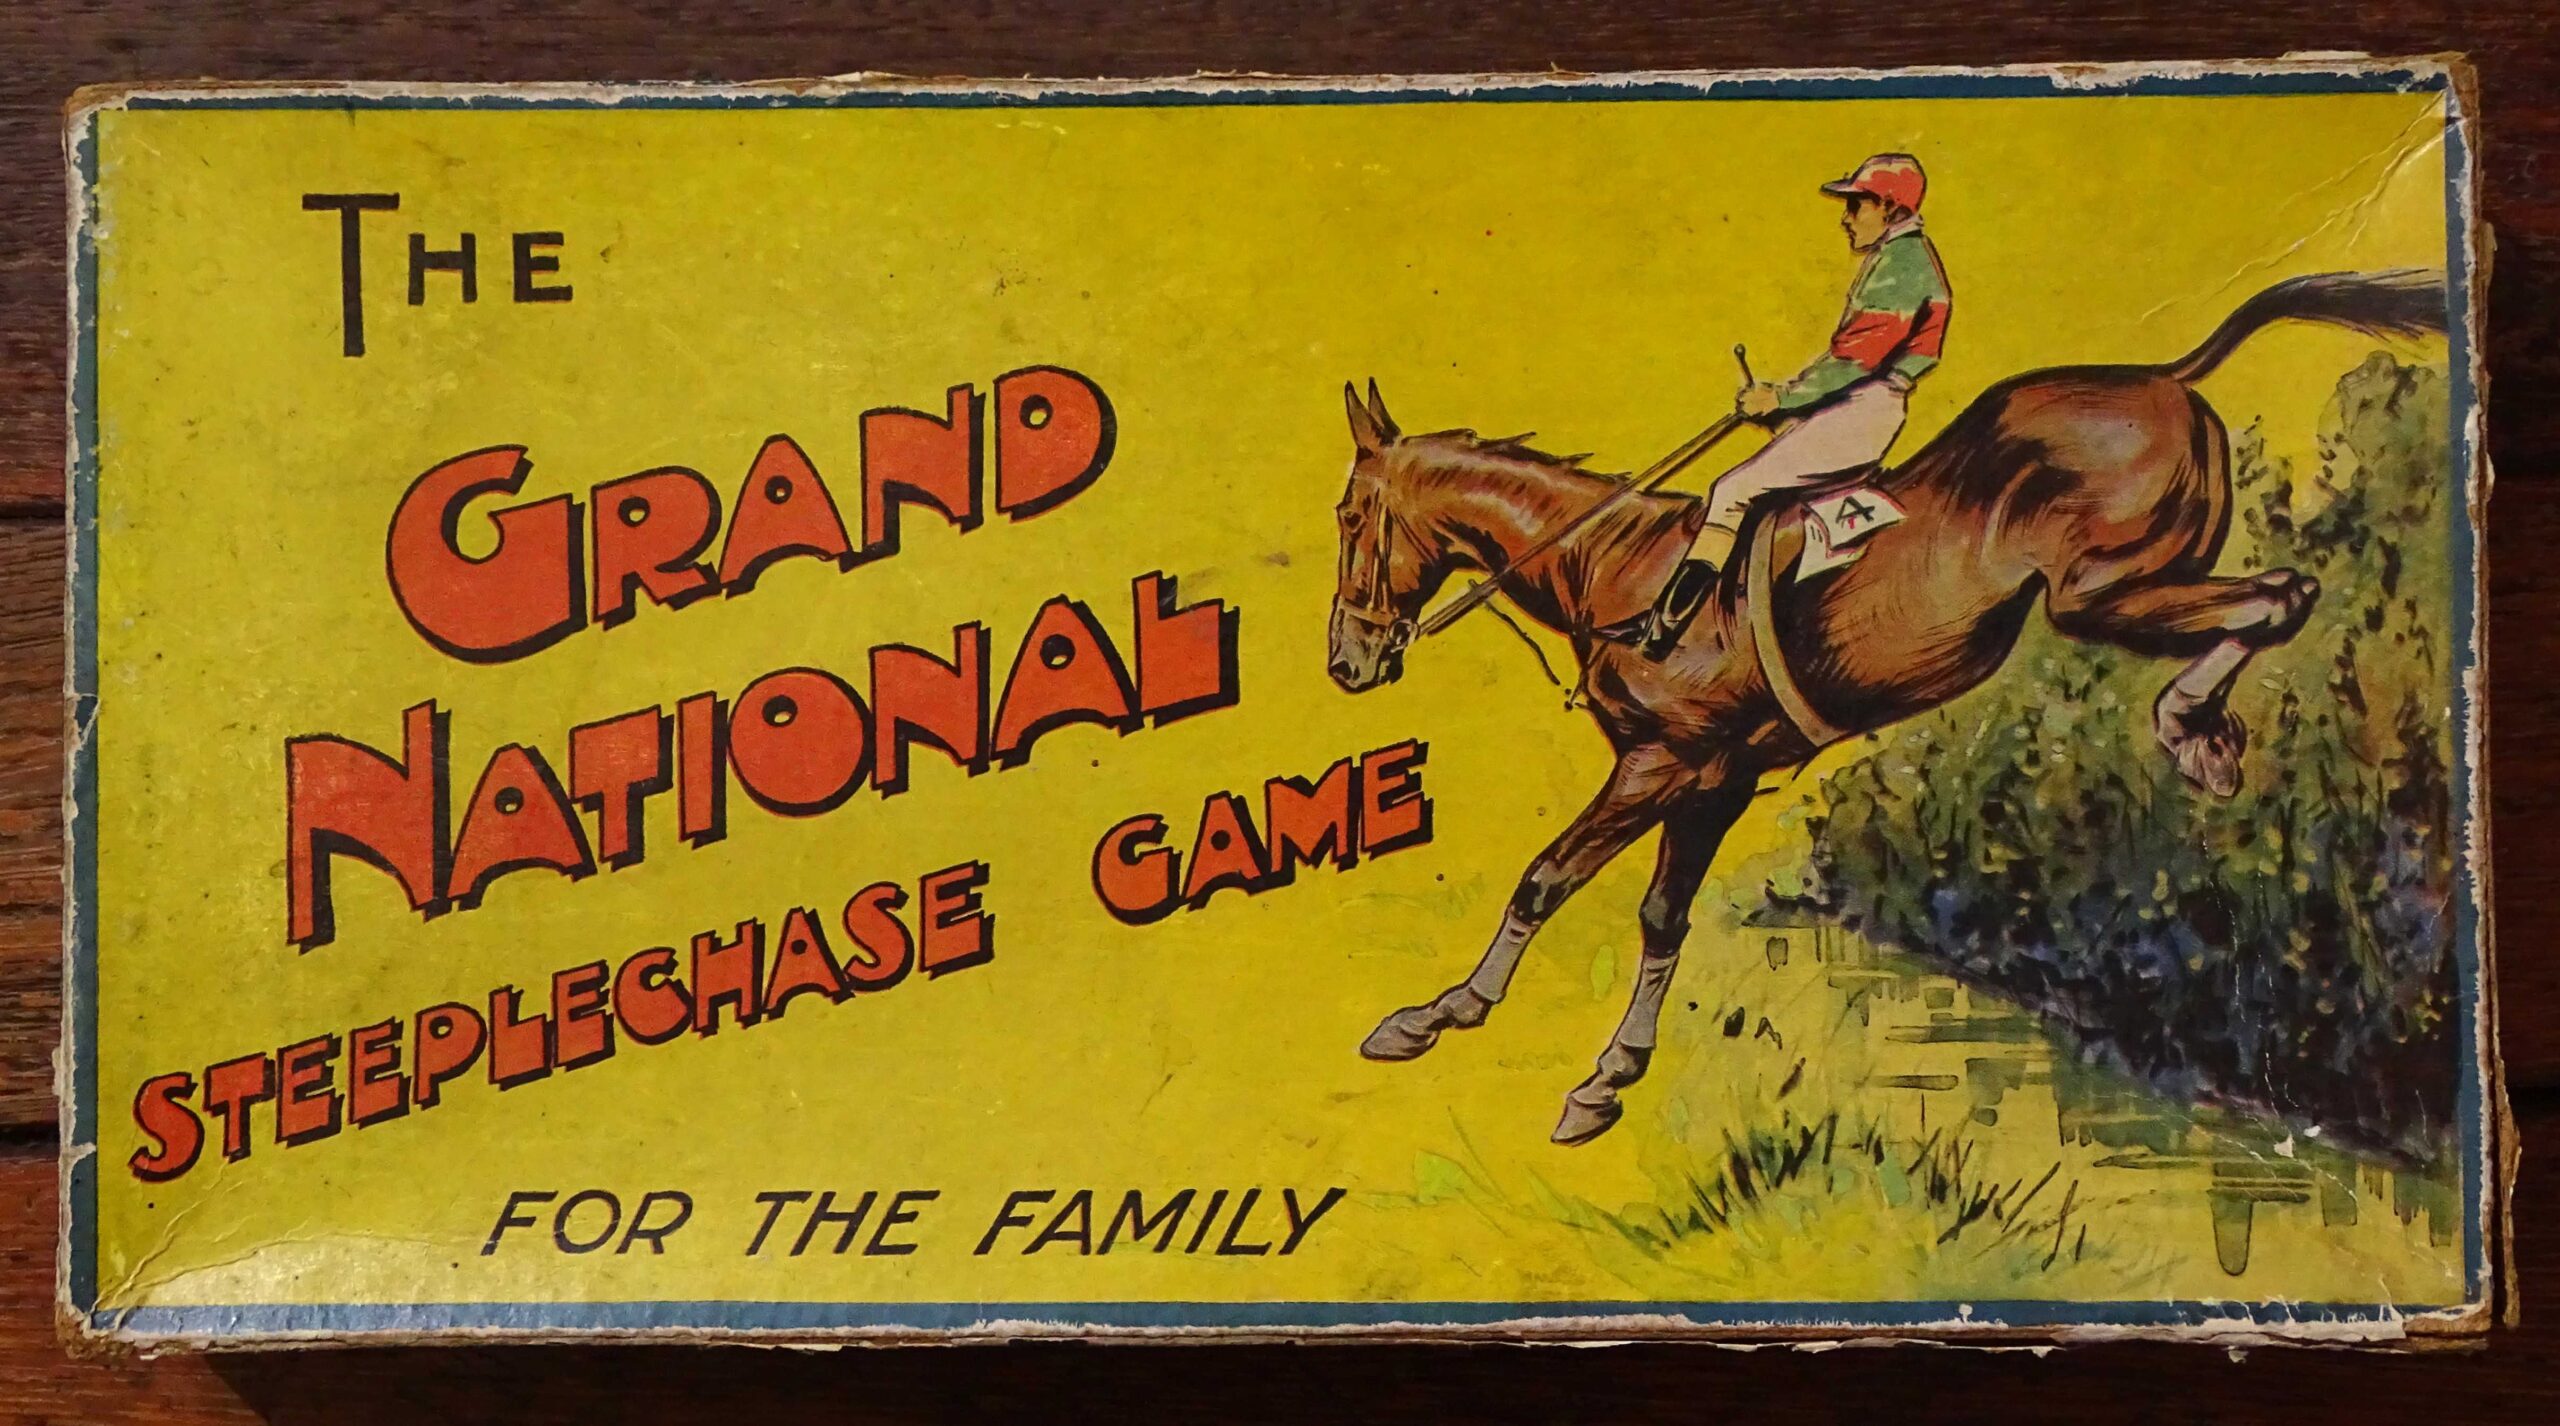 THE
GRAND
NATIONAL
STEEPLECHASE GAME
FOR THE FAMILY
4